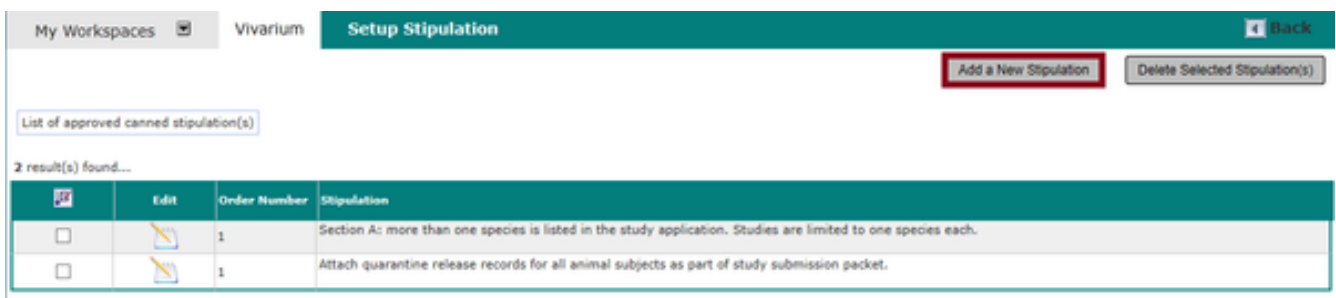 My Workspaces Vivarium Setup Stipulation Back
Add a New Stipulation Delete Selected Stipulation(s)
List of approved canned stipulation(s)
2 result(s) found....
Edit Order Number Stipulation
1 Section A: more than one species is listed in the study application. Studies are limited to one species each.
1 Attach quarantine release records for all animal subjects as part of study submission packet.